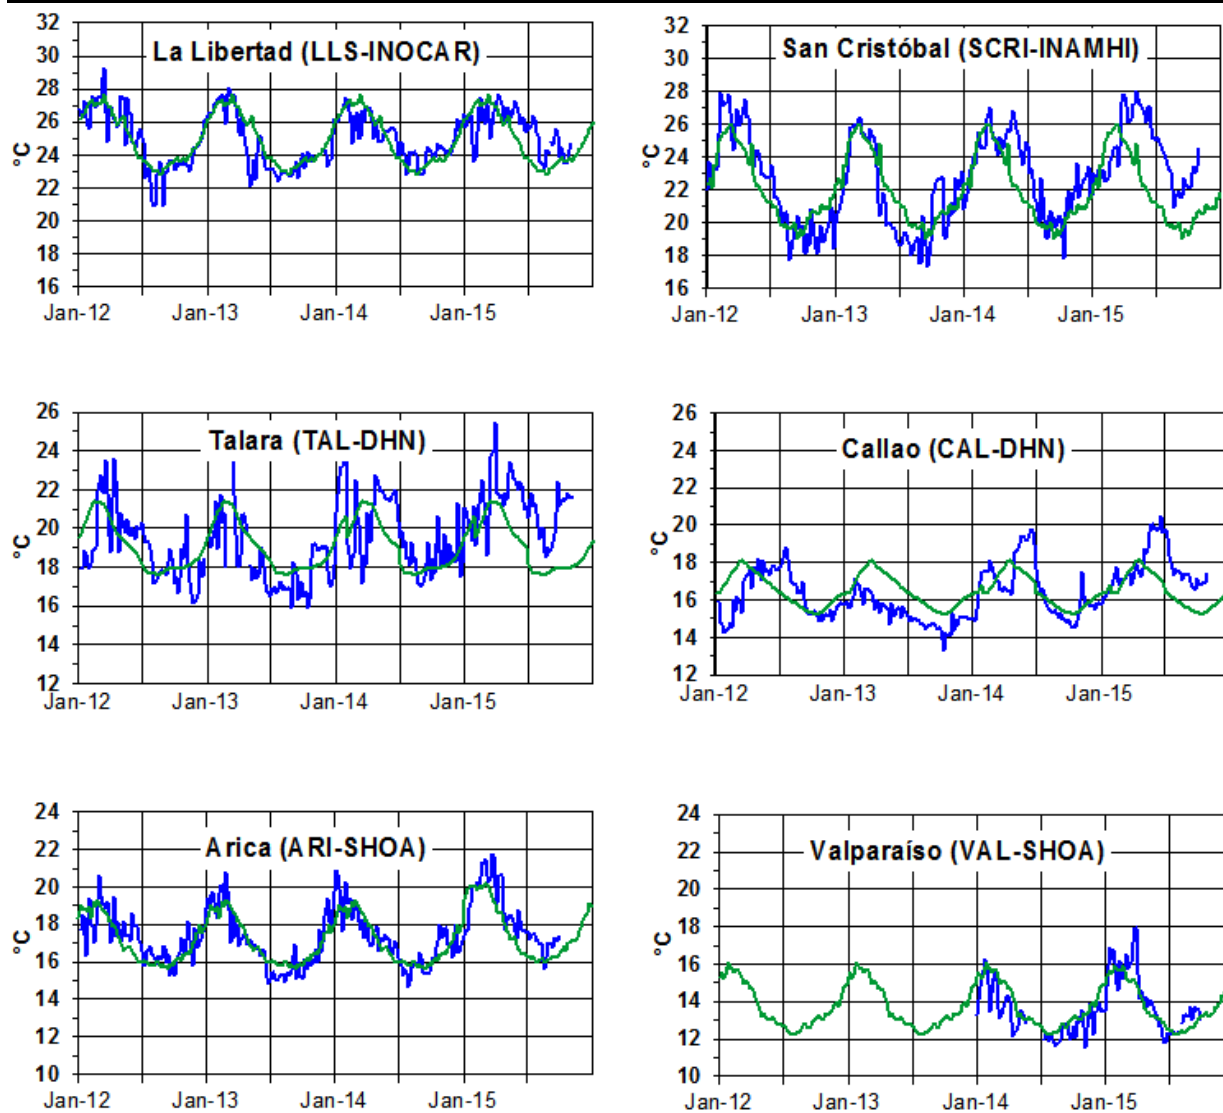 La Libertad (LLS-INOCAR)
32
30
28
26
24
22
20
18
16
°C
Jan-12 Jan-13 Jan-14 Jan-15
San Cristóbal (SCRI-INAMHI)
32
30
28
26
24
22
20
18
16
°C
Jan-12 Jan-13 Jan-14 Jan-15
Talara (TAL-DHN)
26
24
22
20
18
16
14
12
°C
Jan-12 Jan-13 Jan-14 Jan-15
Callao (CAL-DHN)
26
24
22
20
18
16
14
12
°C
Jan-12 Jan-13 Jan-14 Jan-15
Arica (ARI-SHOA)
24
22
20
18
16
14
12
10
°C
Jan-12 Jan-13 Jan-14 Jan-15
Valparaíso (VAL-SHOA)
24
22
20
18
16
14
12
10
°C
Jan-12 Jan-13 Jan-14 Jan-15